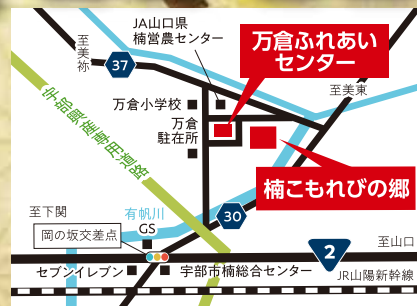 JA山口県
楠営農センター
万倉ふれあい
センター
至美祢
37
至美東
万倉小学校
万倉
駐在所
宇部興産専用道路
楠こもれびの郷
至下関
有帆川
30
GS
岡の坂交差点
至山口
2
セブンイレブン
宇部市楠総合センター
JR山陽新幹線